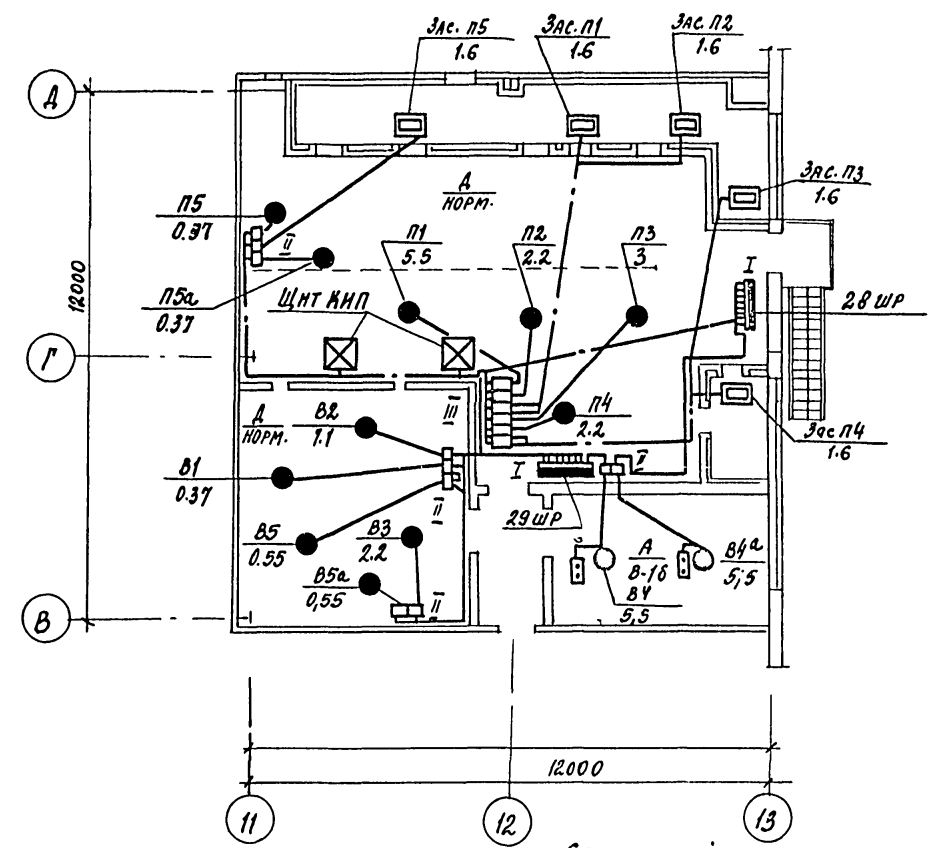 Зас. П5
1.6
Зас. П1
1.6
Зас. П2
1.6
Д
Д
НОРМ.
Зас. П3
1.6
П5
0.37
II
П1
5.5
П2
2.2
П3
3
I
12000
П5а
0.37
Щит КИП
28 ШР
Г
Д
НОРМ.
В2
1.1
III
П4
2.2
Зас П4
1.6
В1
0.37
I
II
II
29 ШР
В5
0.55
В3
2.2
А
В-1б
В4а
5,5
В5а
0,55
II
В4
5,5
В
12000
11
12
13